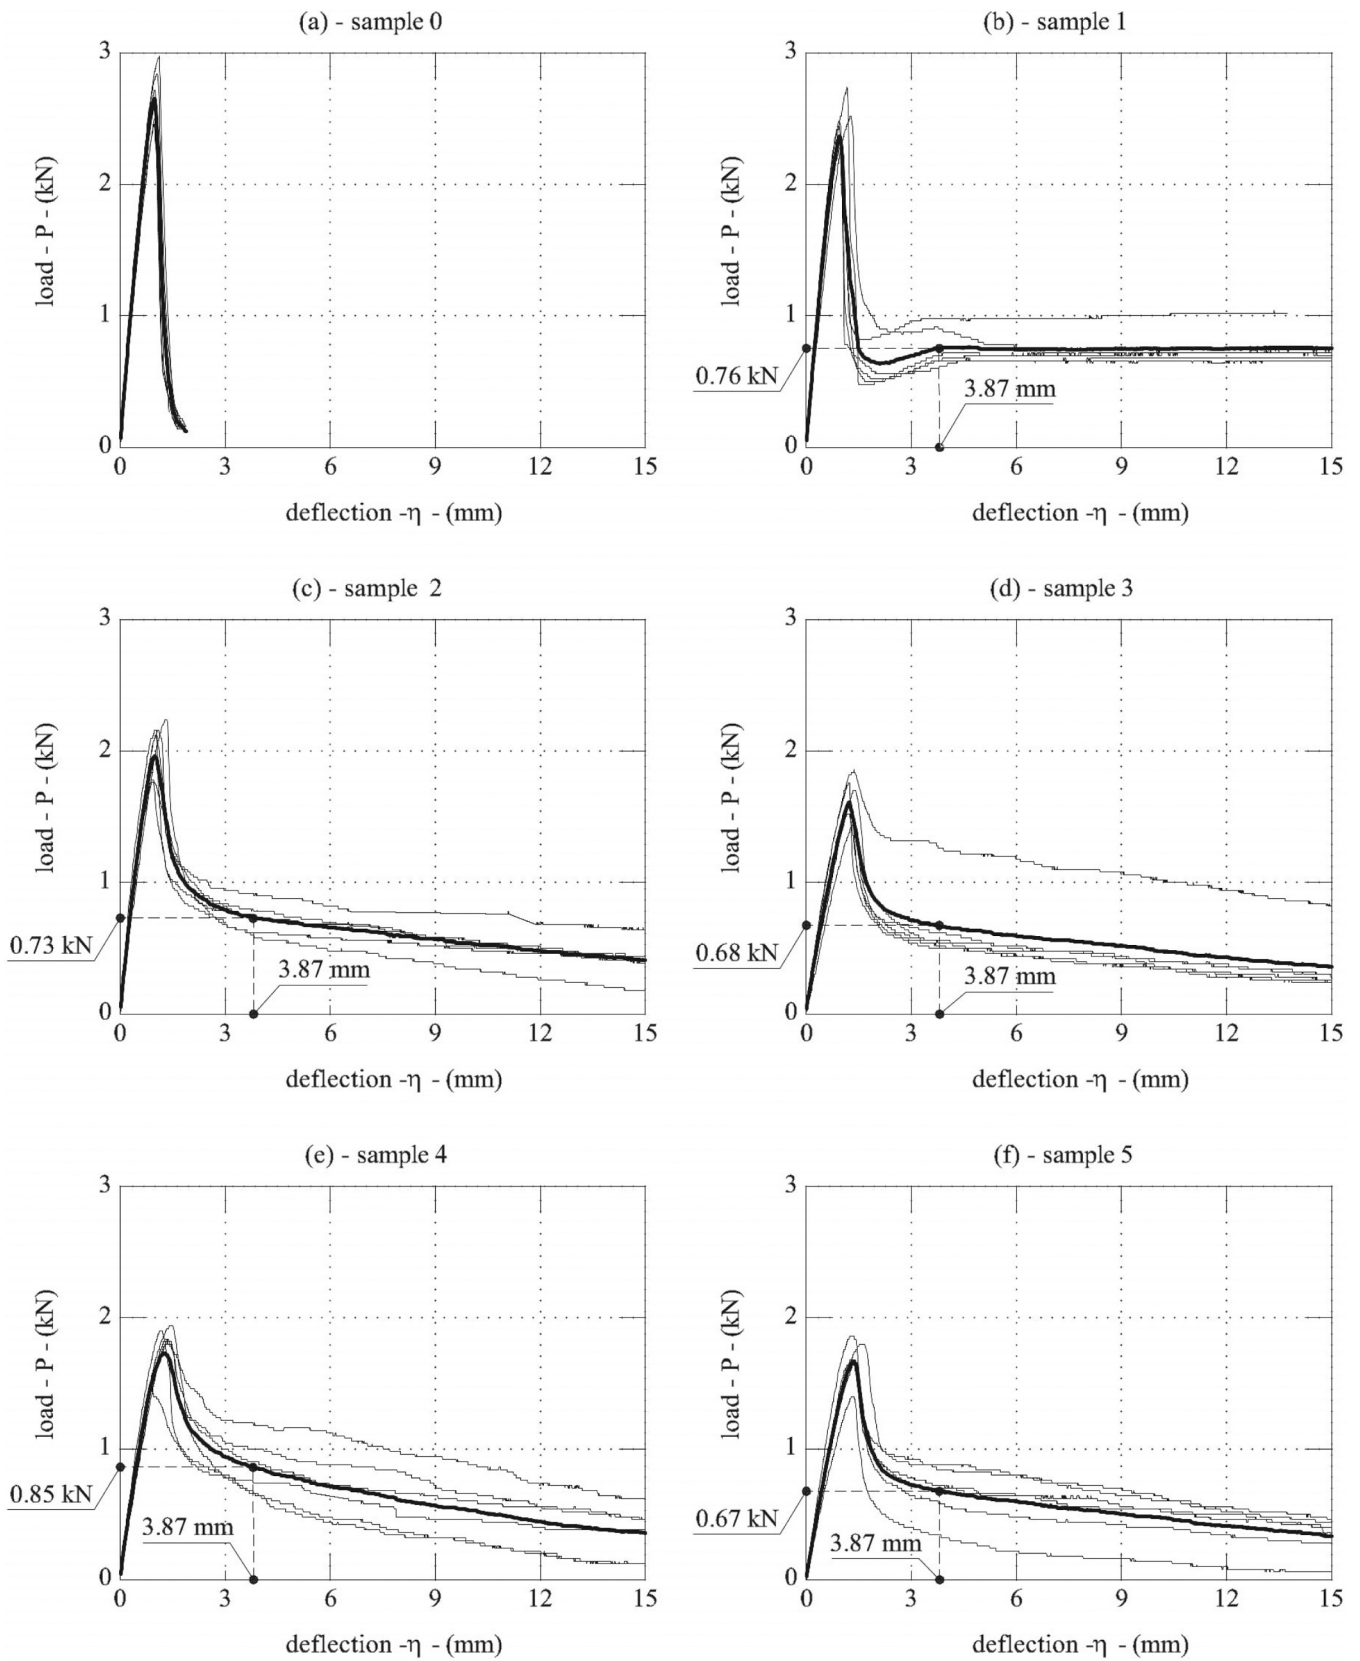 (a) - sample 0
3
2
1
0
load - P - (kN)
0 3 6 9 12 15
deflection -η - (mm)
(b) - sample 1
3
2
1
0
load - P - (kN)
0.76 kN
3.87 mm
0 3 6 9 12 15
deflection -η - (mm)
(c) - sample 2
3
2
1
0
load - P - (kN)
0.73 kN
3.87 mm
0 3 6 9 12 15
deflection -η - (mm)
(d) - sample 3
3
2
1
0
load - P - (kN)
0.68 kN
3.87 mm
0 3 6 9 12 15
deflection -η - (mm)
(e) - sample 4
3
2
1
0
load - P - (kN)
0.85 kN
3.87 mm
0 3 6 9 12 15
deflection -η - (mm)
(f) - sample 5
3
2
1
0
load - P - (kN)
0.67 kN
3.87 mm
0 3 6 9 12 15
deflection -η - (mm)